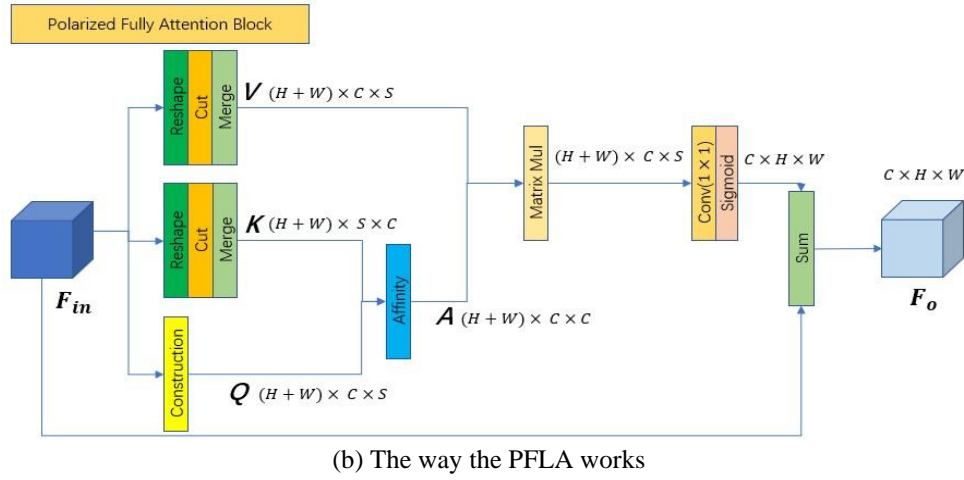 Polarized Fully Attention Block
Reshape
Cut
Merge
V (H + W) × C × S
Reshape
Cut
Merge
K (H + W) × S × C
Construction
Q (H + W) × C × S
Affinity
A (H + W) × C × C
Matrix Mul
(H + W) × C × S
Conv(1 × 1)
Sigmoid
C × H × W
Sum
C × H × W
F_in
F_o
(b) The way the PFLA works